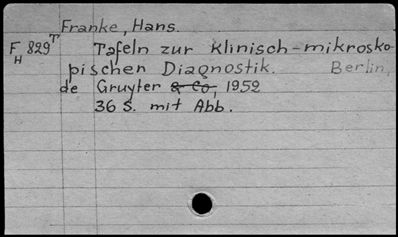 Franke, Hans.
F H 829 T Tafeln zur klinisch-mikrosko-
pischen Diagnostik. Berlin,
de Gruyter & Co, 1952
36 S. mit Abb.